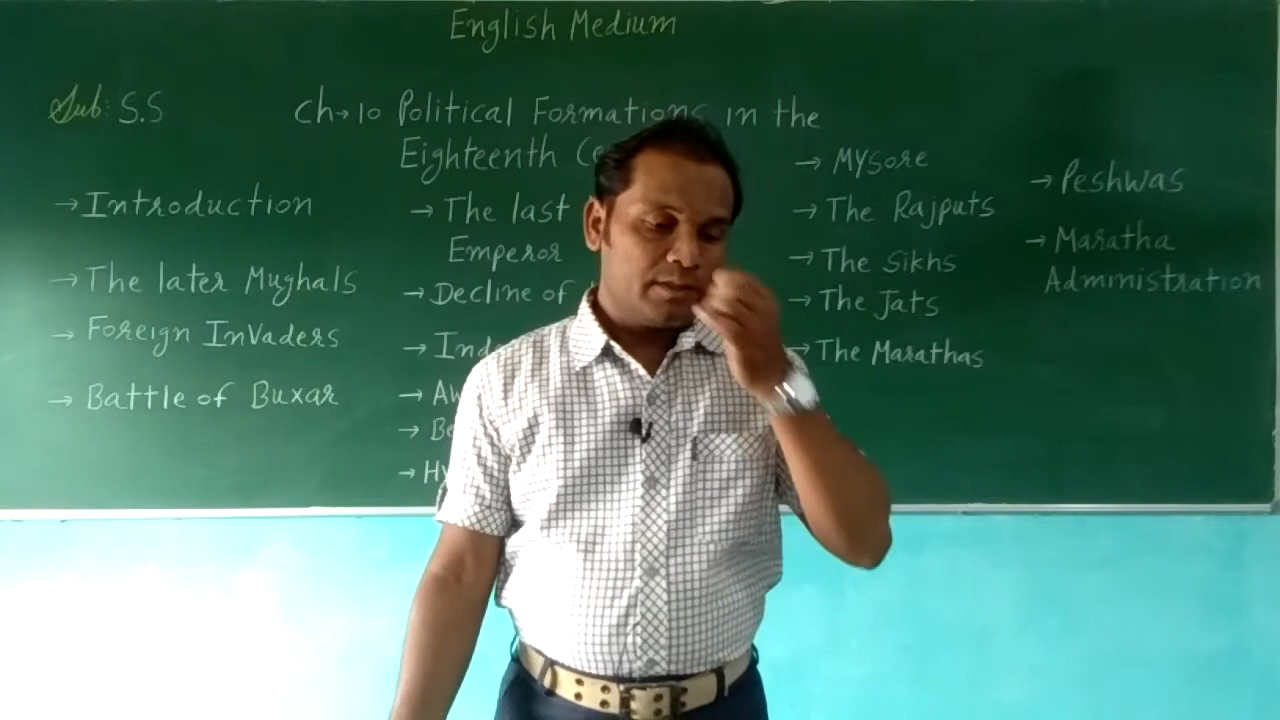 English Medium
Sub: S.S
Ch→10 Political Formations in the
Eighteenth
→ Introduction
→ The later Mughals
→ Foreign InVaders
→ Battle of Buxar
→ The last
Emperor
→ Decline of
→
→
→
→
→ Mysore
→ The Rajputs
→ The Sikhs
→ The Jats
→ The Marathas
→ Peshwas
→ Maratha
Admmistration